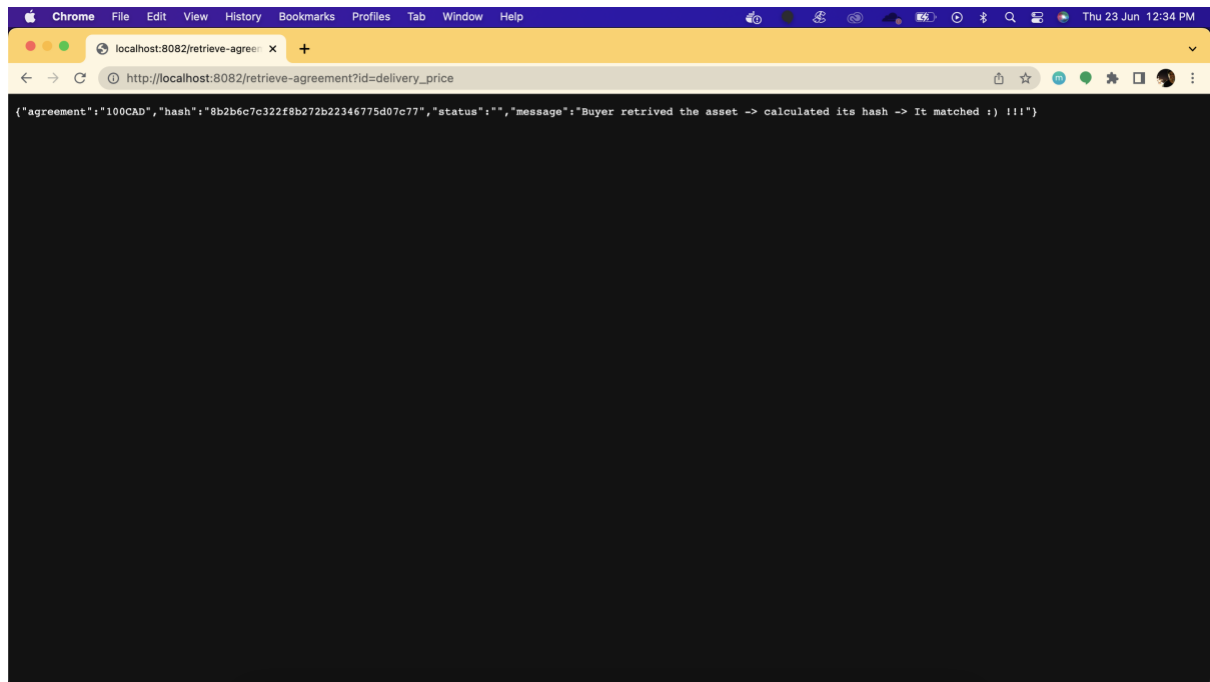 Chrome File Edit View History Bookmarks Profiles Tab Window Help Thu 23 Jun 12:34 PM
localhost:8082/retrieve-agreen
http://localhost:8082/retrieve-agreement?id=delivery_price
{"agreement":"100CAD","hash":"8b2b6c7c322f8b272b22346775d07c77","status":"","message":"Buyer retrived the asset -> calculated its hash -> It matched :) !!!"}